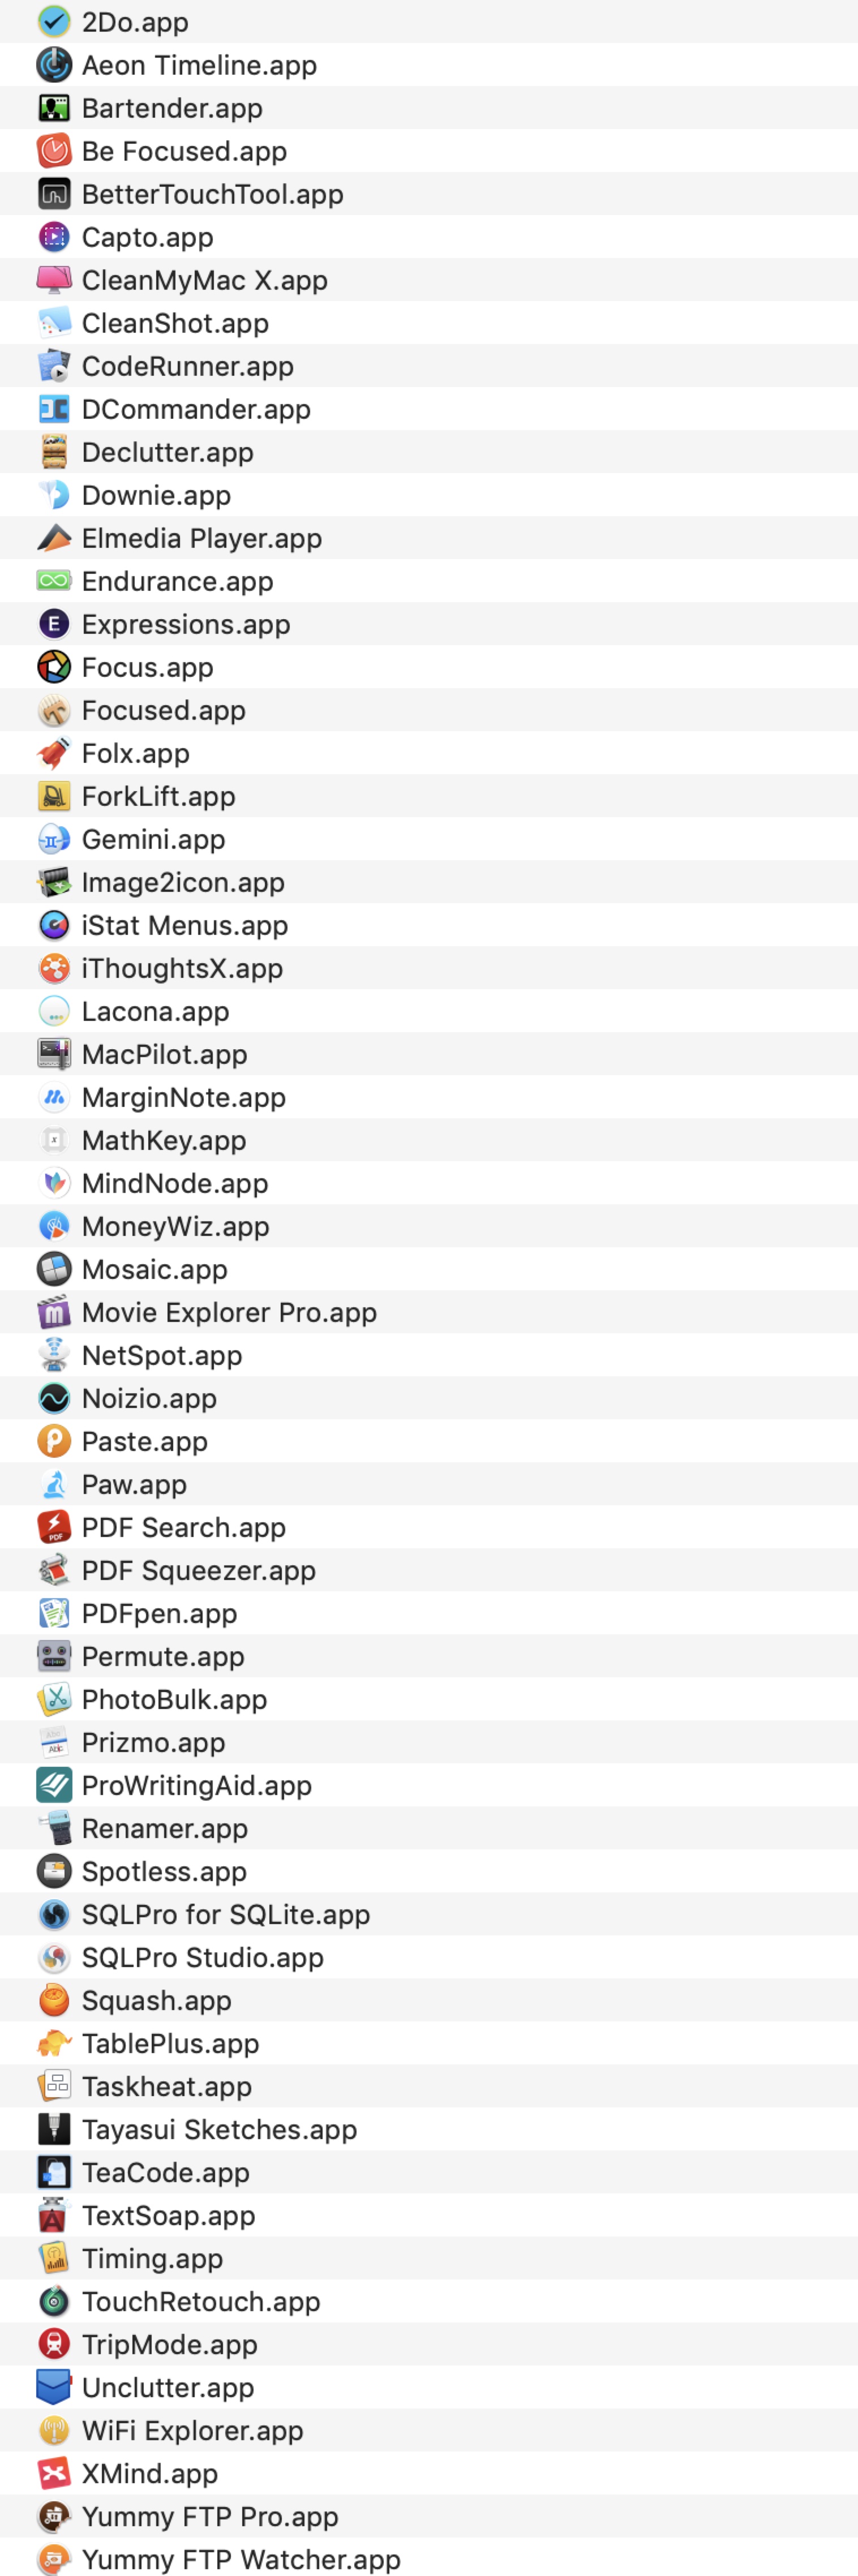 2Do.app
Aeon Timeline.app
Bartender.app
Be Focused.app
BetterTouchTool.app
Capto.app
CleanMyMac X.app
CleanShot.app
CodeRunner.app
DCommander.app
Declutter.app
Downie.app
Elmedia Player.app
Endurance.app
Expressions.app
Focus.app
Focused.app
Folx.app
ForkLift.app
Gemini.app
Image2icon.app
iStat Menus.app
iThoughtsX.app
Lacona.app
MacPilot.app
MarginNote.app
MathKey.app
MindNode.app
MoneyWiz.app
Mosaic.app
Movie Explorer Pro.app
NetSpot.app
Noizio.app
Paste.app
Paw.app
PDF Search.app
PDF Squeezer.app
PDFpen.app
Permute.app
PhotoBulk.app
Prizmo.app
ProWritingAid.app
Renamer.app
Spotless.app
SQLPro for SQLite.app
SQLPro Studio.app
Squash.app
TablePlus.app
Taskheat.app
Tayasui Sketches.app
TeaCode.app
TextSoap.app
Timing.app
TouchRetouch.app
TripMode.app
Unclutter.app
WiFi Explorer.app
XMind.app
Yummy FTP Pro.app
Yummy FTP Watcher.app